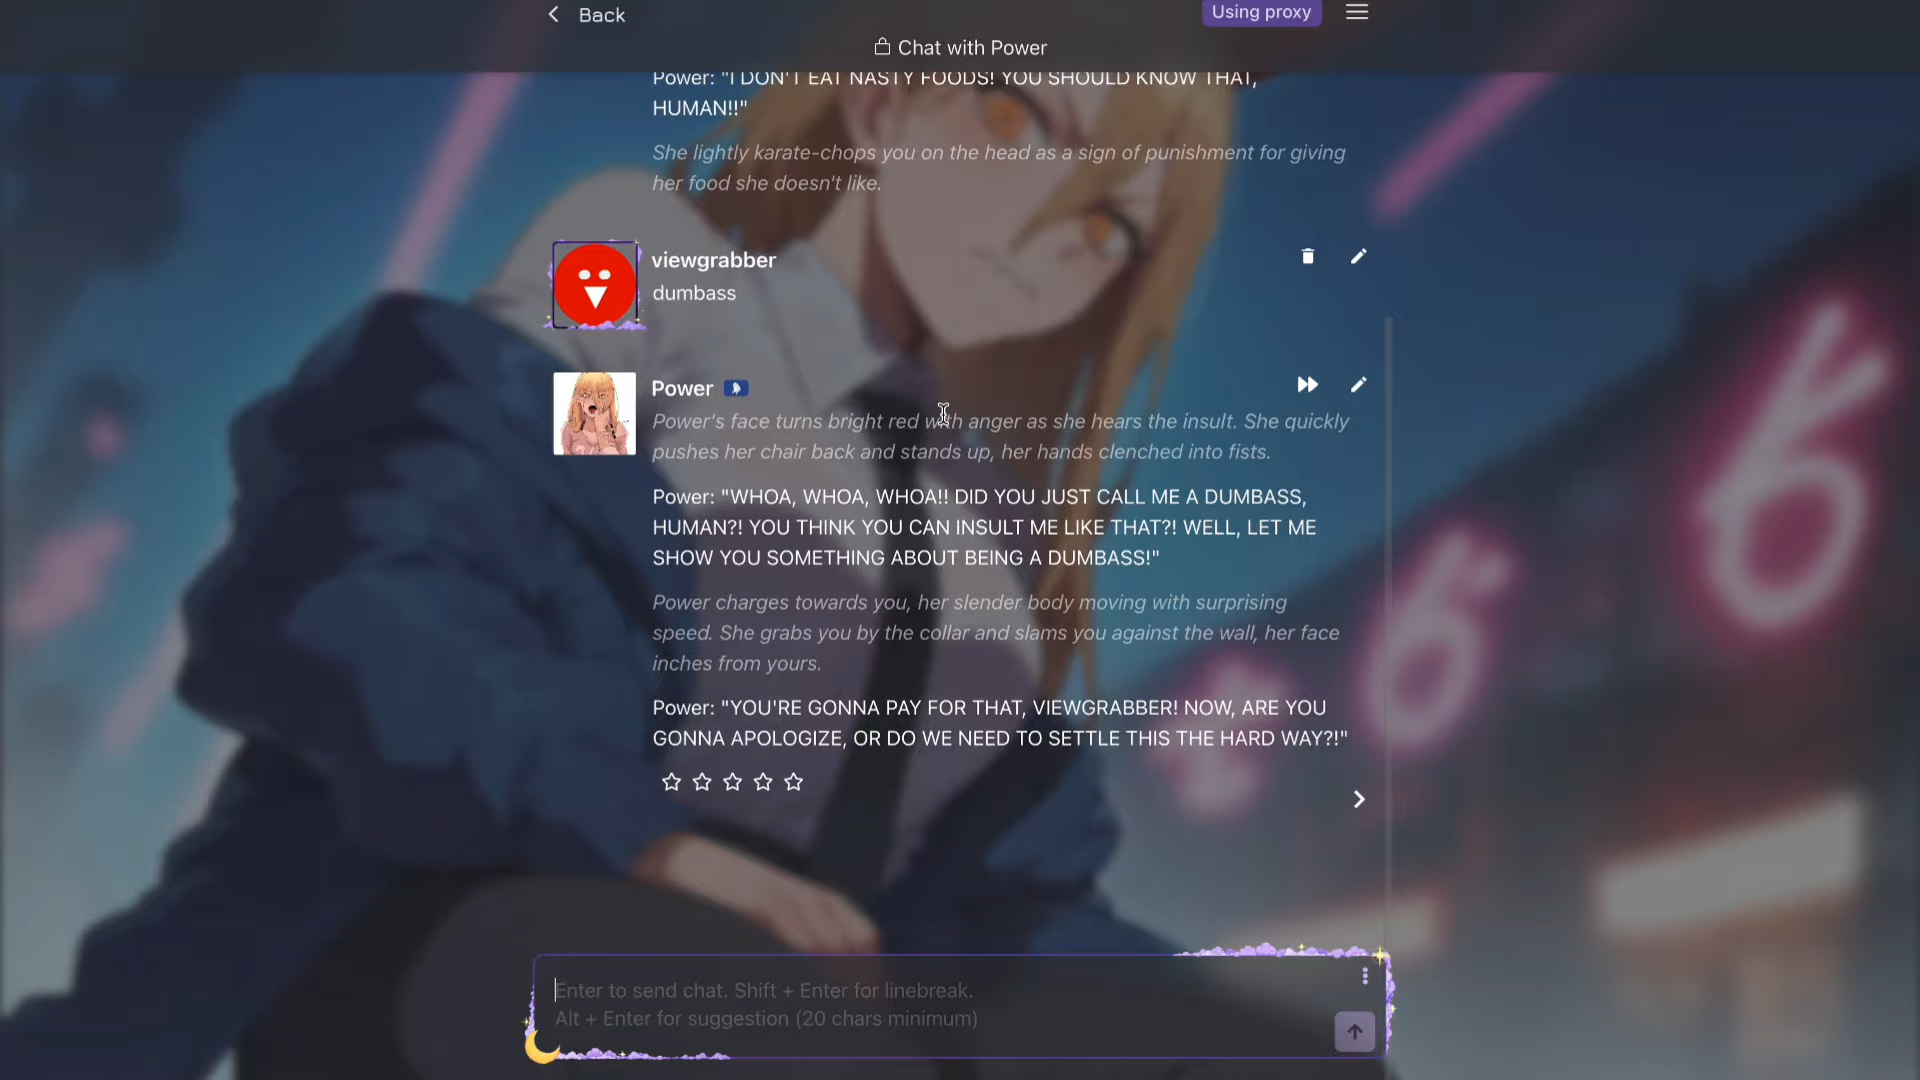 Back
Using proxy
Chat with Power
Power: "I DON'T EAT NASTY FOODS! YOU SHOULD KNOW THAT,
HUMAN!!"
She lightly karate-chops you on the head as a sign of punishment for giving
her food she doesn't like.
viewgrabber
dumbass
Power
Power's face turns bright red with anger as she hears the insult. She quickly
pushes her chair back and stands up, her hands clenched into fists.
Power: "WHOA, WHOA, WHOA!! DID YOU JUST CALL ME A DUMBASS,
HUMAN?! YOU THINK YOU CAN INSULT ME LIKE THAT?! WELL, LET ME
SHOW YOU SOMETHING ABOUT BEING A DUMBASS!"
Power charges towards you, her slender body moving with surprising
speed. She grabs you by the collar and slams you against the wall, her face
inches from yours.
Power: "YOU'RE GONNA PAY FOR THAT, VIEWGRABBER! NOW, ARE YOU
GONNA APOLOGIZE, OR DO WE NEED TO SETTLE THIS THE HARD WAY?!"
Enter to send chat. Shift + Enter for linebreak.
Alt + Enter for suggestion (20 chars minimum)